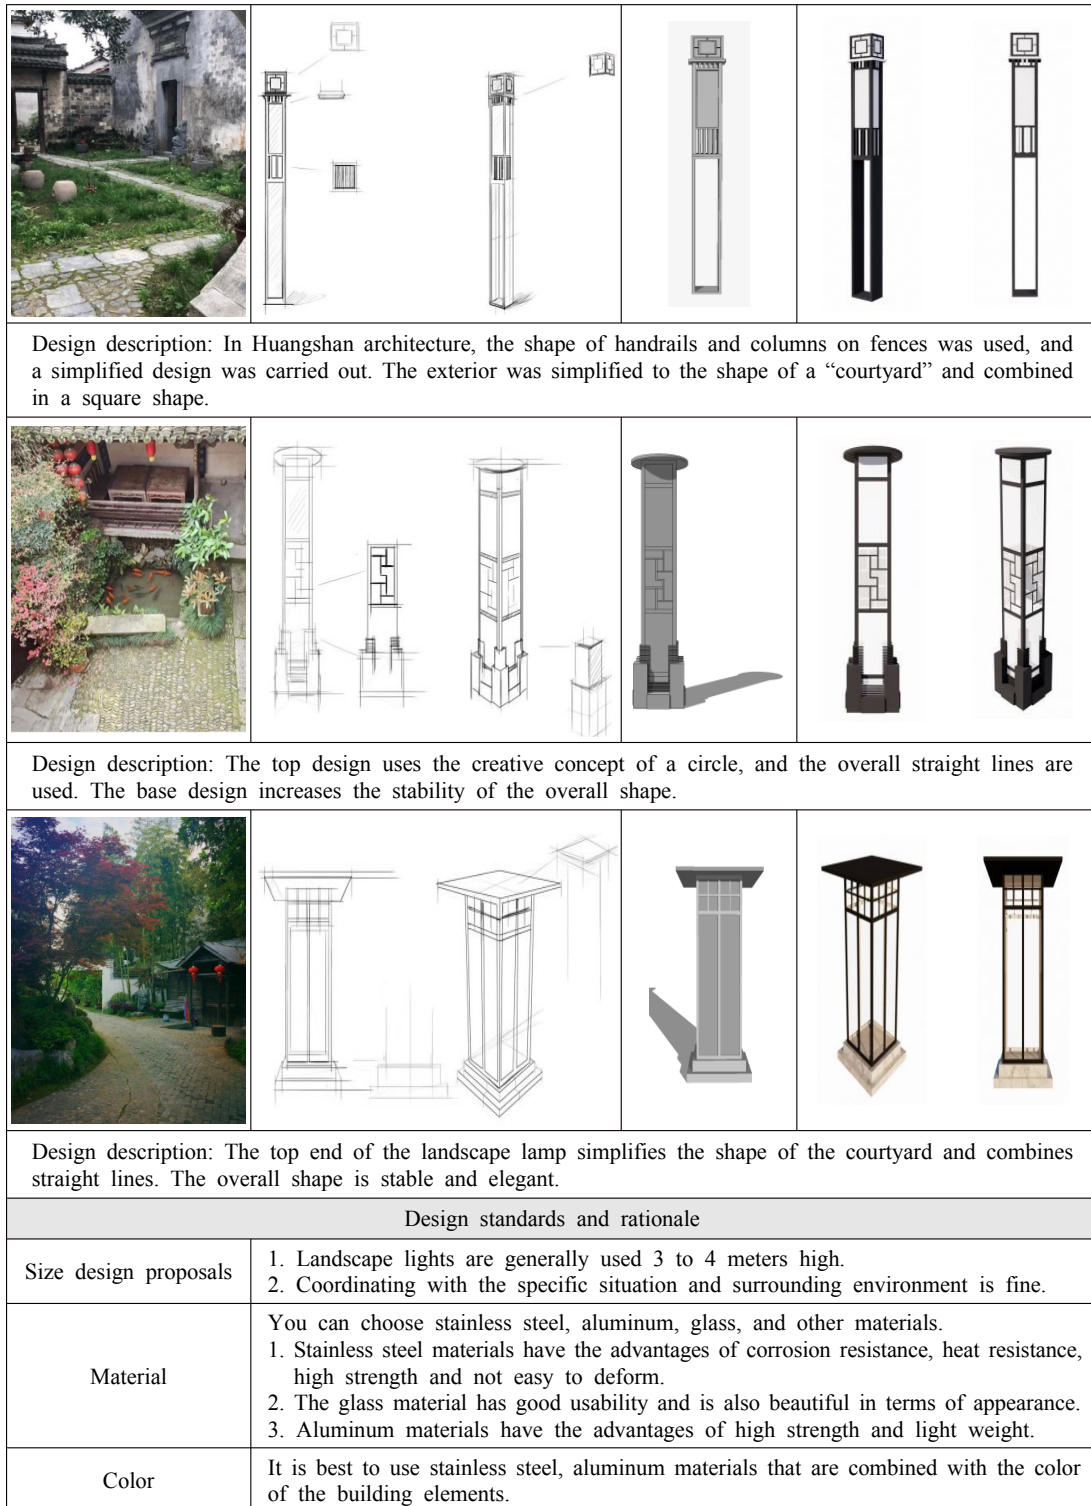 Design description: In Huangshan architecture, the shape of handrails and columns on fences was used, and
a simplified design was carried out. The exterior was simplified to the shape of a “courtyard” and combined
in a square shape.
Design description: The top design uses the creative concept of a circle, and the overall straight lines are
used. The base design increases the stability of the overall shape.
Design description: The top end of the landscape lamp simplifies the shape of the courtyard and combines
straight lines. The overall shape is stable and elegant.
Design standards and rationale
Size design proposals
1. Landscape lights are generally used 3 to 4 meters high.
2. Coordinating with the specific situation and surrounding environment is fine.
Material
You can choose stainless steel, aluminum, glass, and other materials.
1. Stainless steel materials have the advantages of corrosion resistance, heat resistance,
high strength and not easy to deform.
2. The glass material has good usability and is also beautiful in terms of appearance.
3. Aluminum materials have the advantages of high strength and light weight.
Color
It is best to use stainless steel, aluminum materials that are combined with the color
of the building elements.